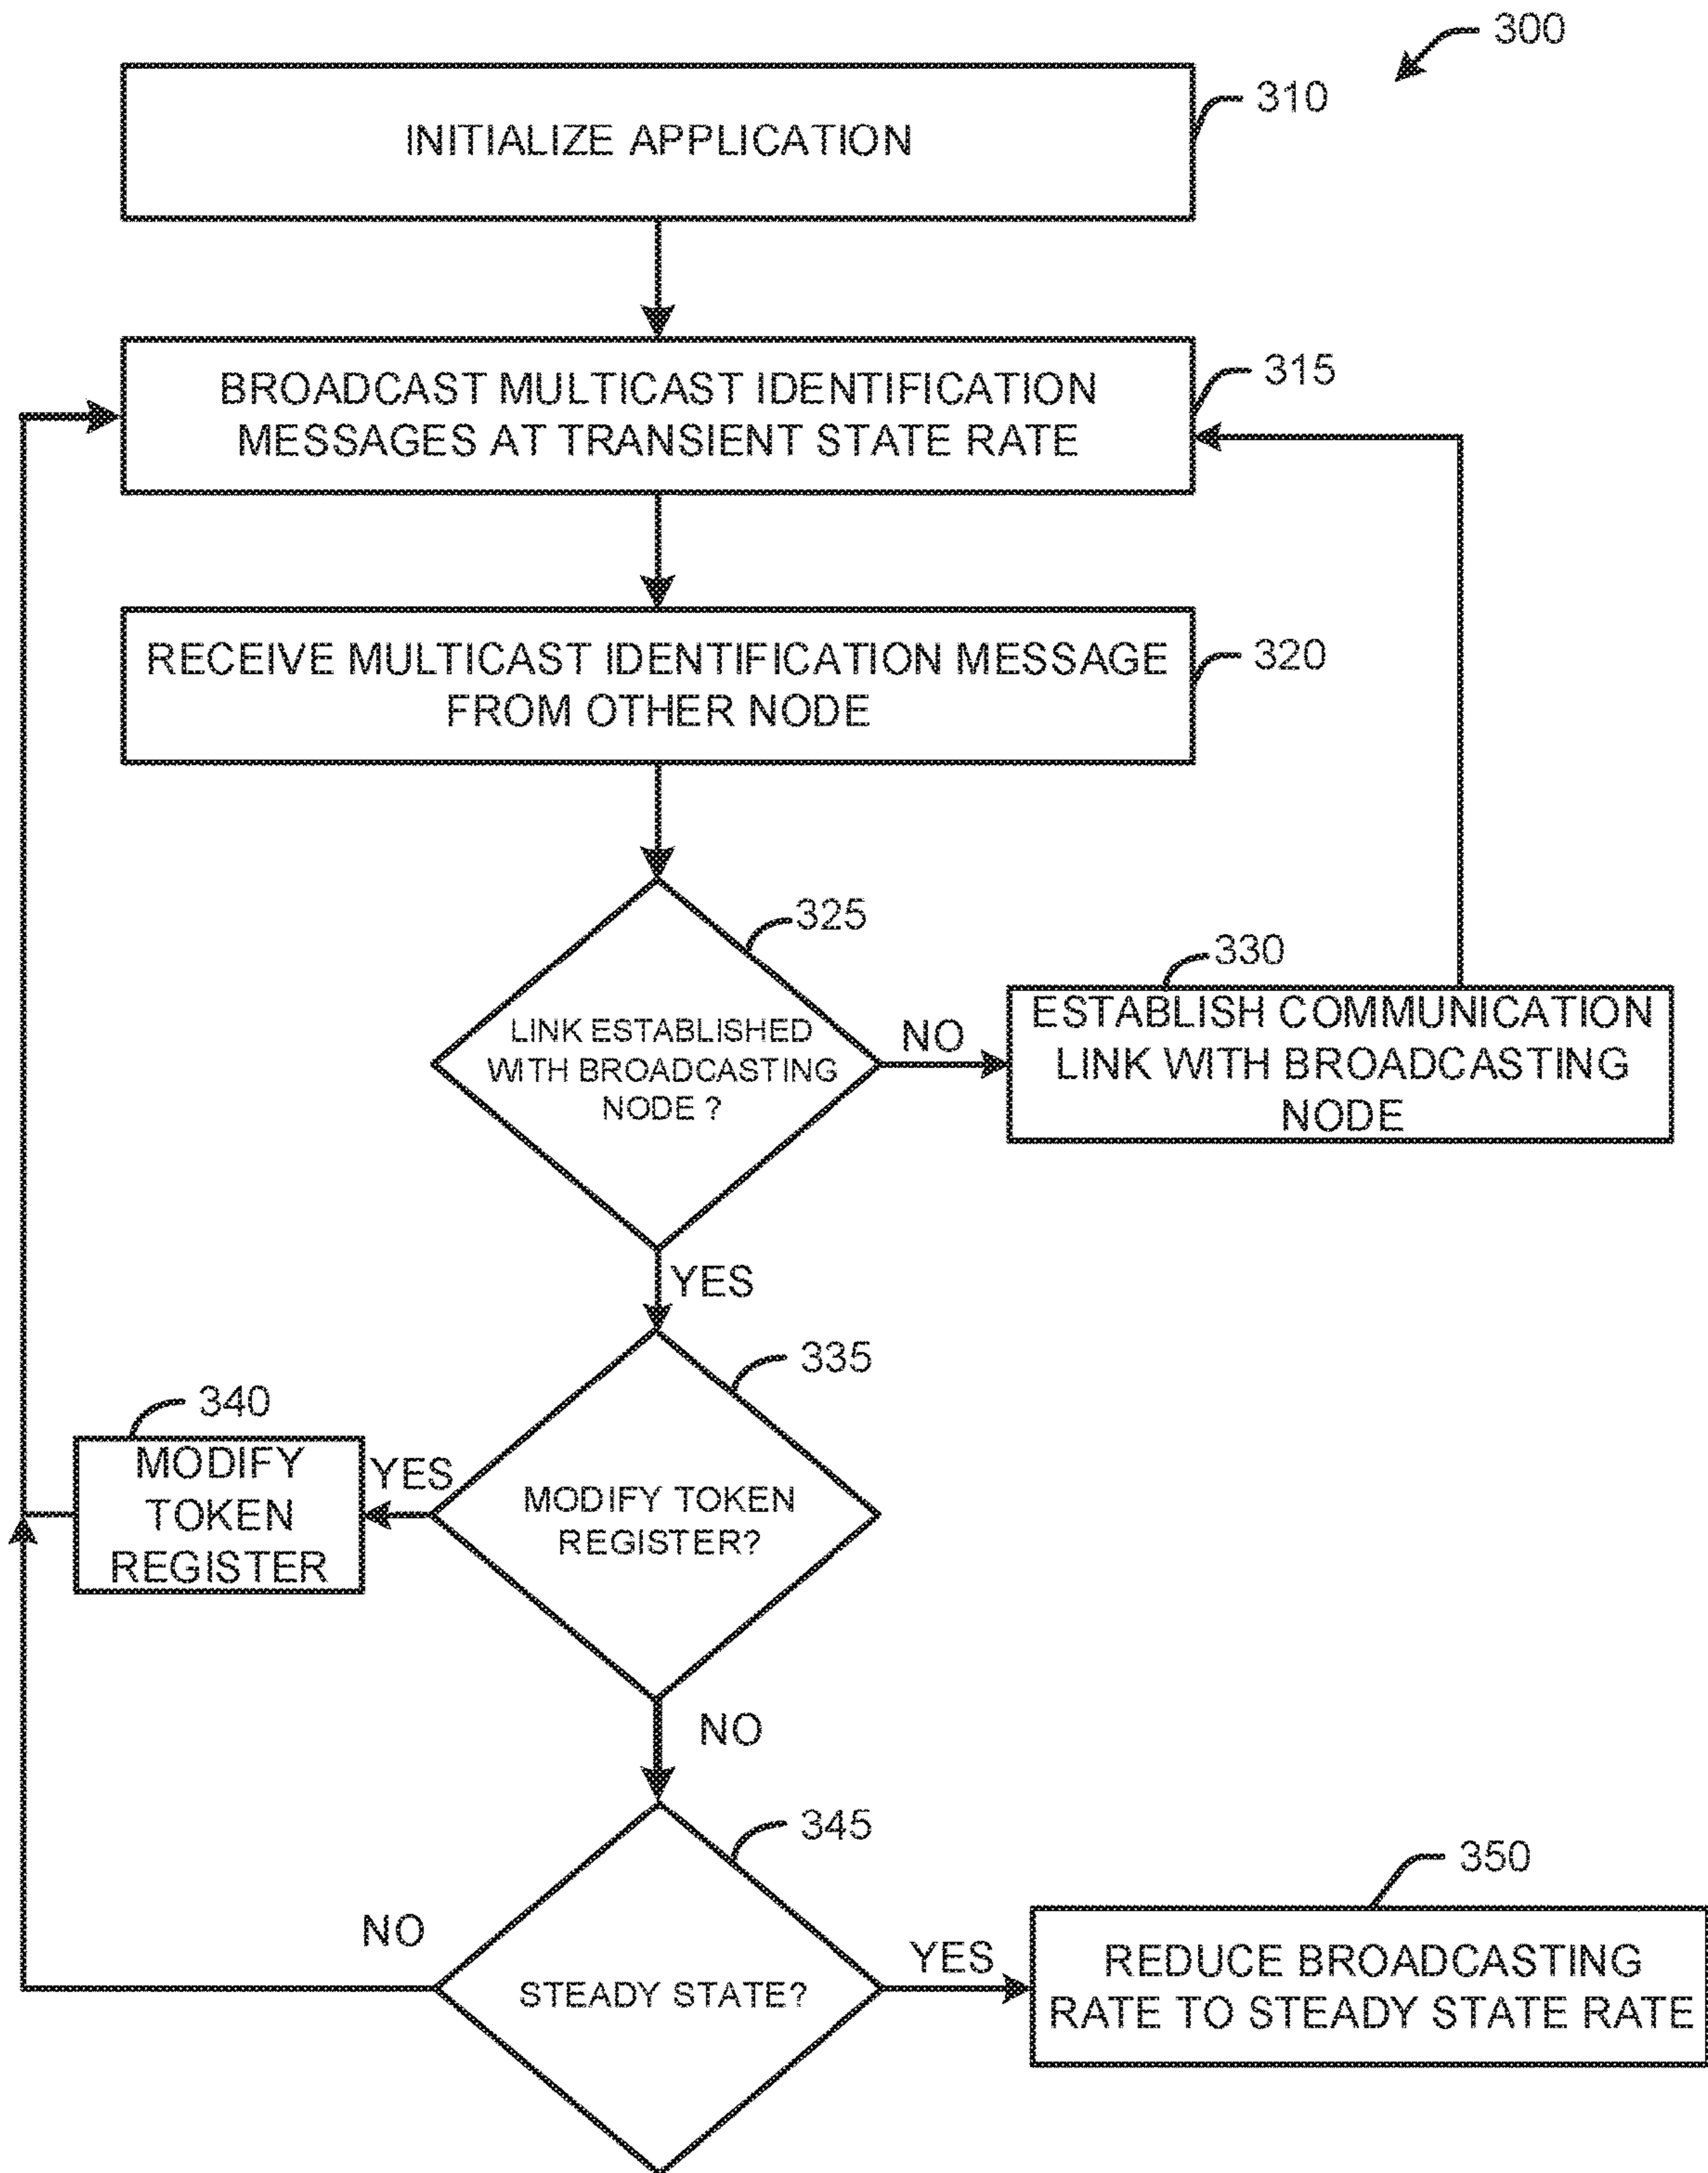 300
310
INITIALIZE APPLICATION
315
BROADCAST MULTICAST IDENTIFICATION
MESSAGES AT TRANSIENT STATE RATE
320
RECEIVE MULTICAST IDENTIFICATION MESSAGE
FROM OTHER NODE
325
LINK ESTABLISHED
WITH BROADCASTING
NODE ?
NO
330
ESTABLISH COMMUNICATION
LINK WITH BROADCASTING
NODE
YES
335
MODIFY TOKEN
REGISTER?
YES
340
MODIFY
TOKEN
REGISTER
NO
345
STEADY STATE?
NO
YES
350
REDUCE BROADCASTING
RATE TO STEADY STATE RATE